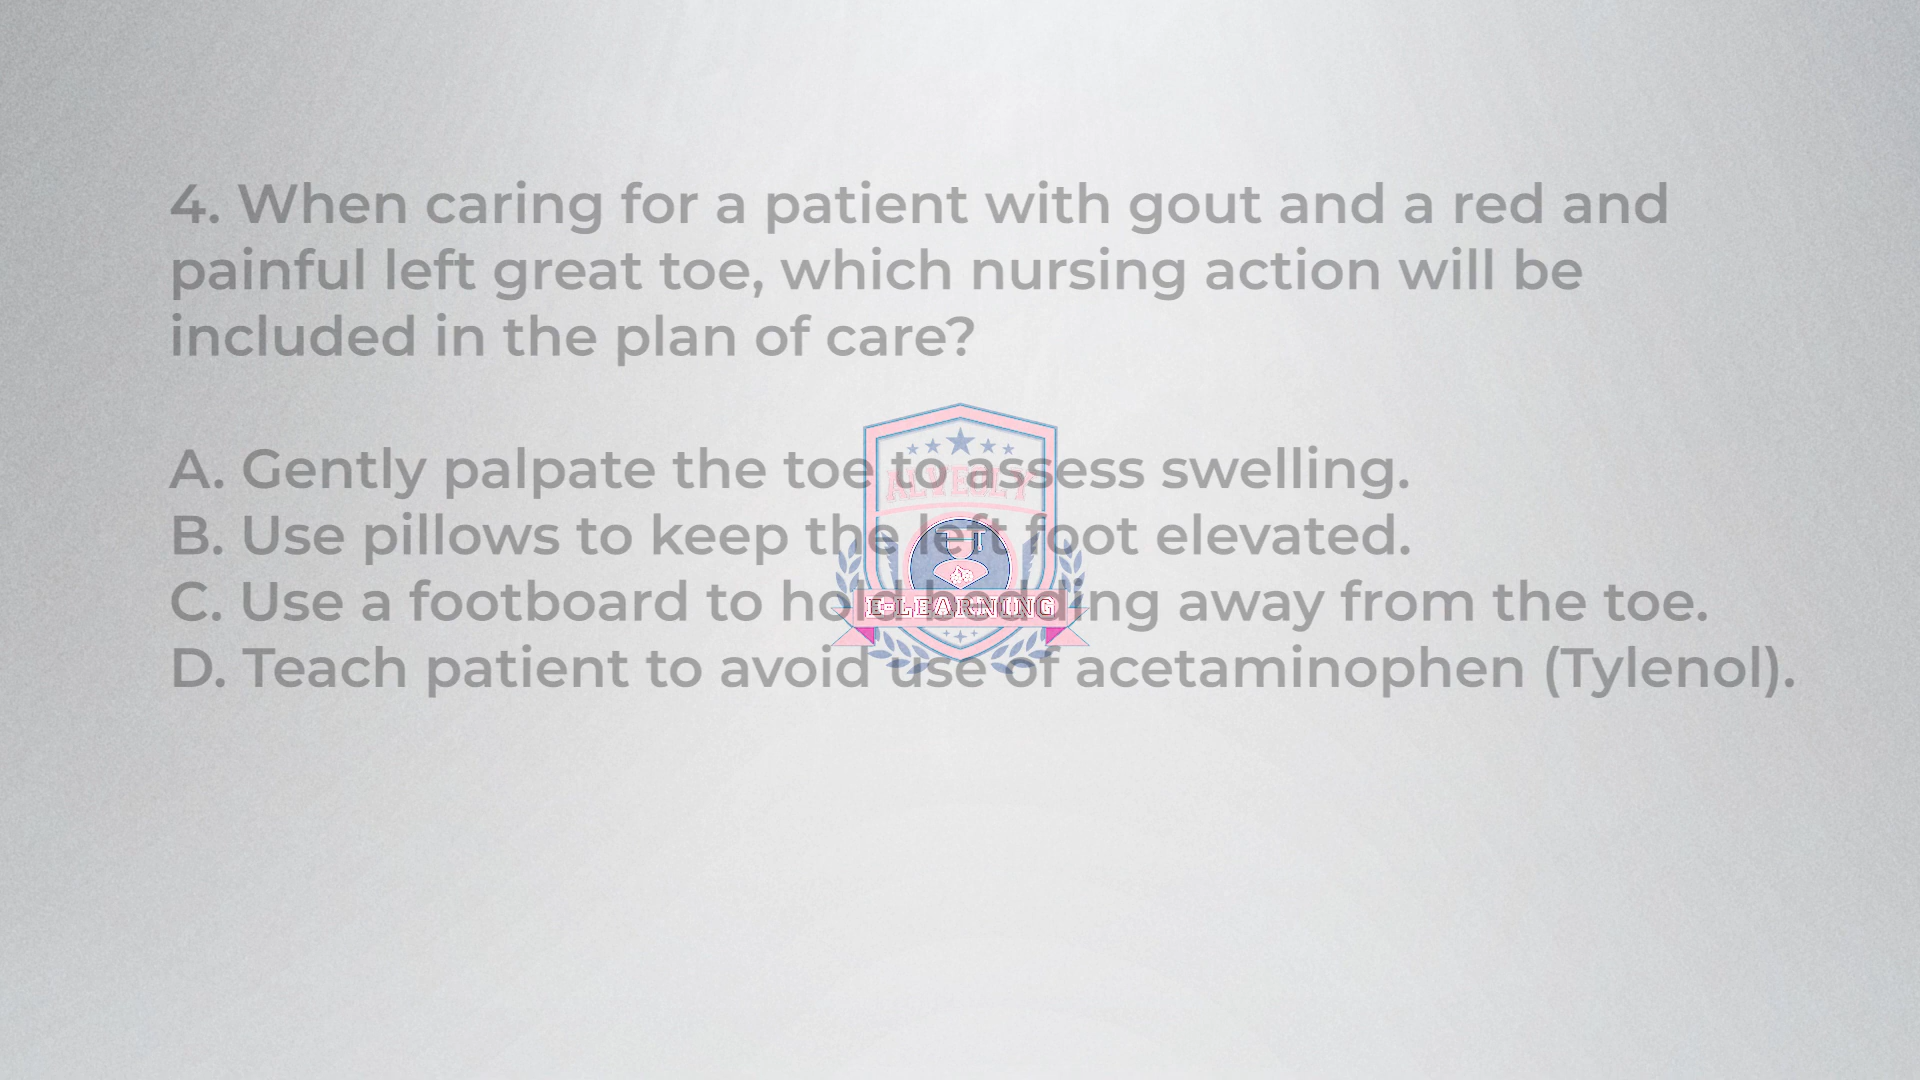 4. When caring for a patient with gout and a red and
painful left great toe, which nursing action will be
included in the plan of care?
A. Gently palpate the toe to assess swelling.
B. Use pillows to keep the left foot elevated.
C. Use a footboard to hold bedding away from the toe.
D. Teach patient to avoid use of acetaminophen (Tylenol).
E-LEARNING